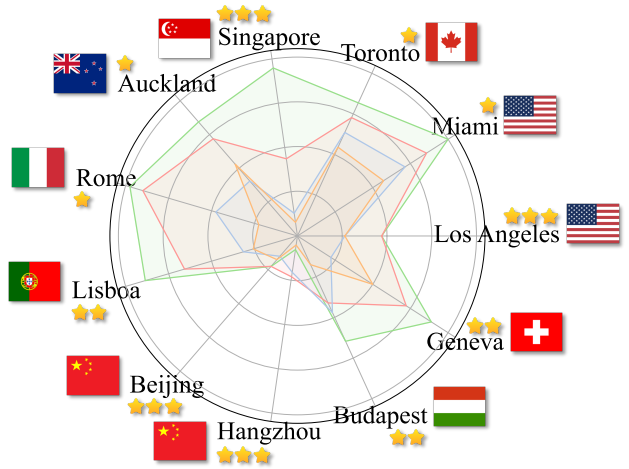 Singapore
Toronto
Auckland
Miami
Rome
Los Angeles
Lisboa
Geneva
Beijing
Budapest
Hangzhou